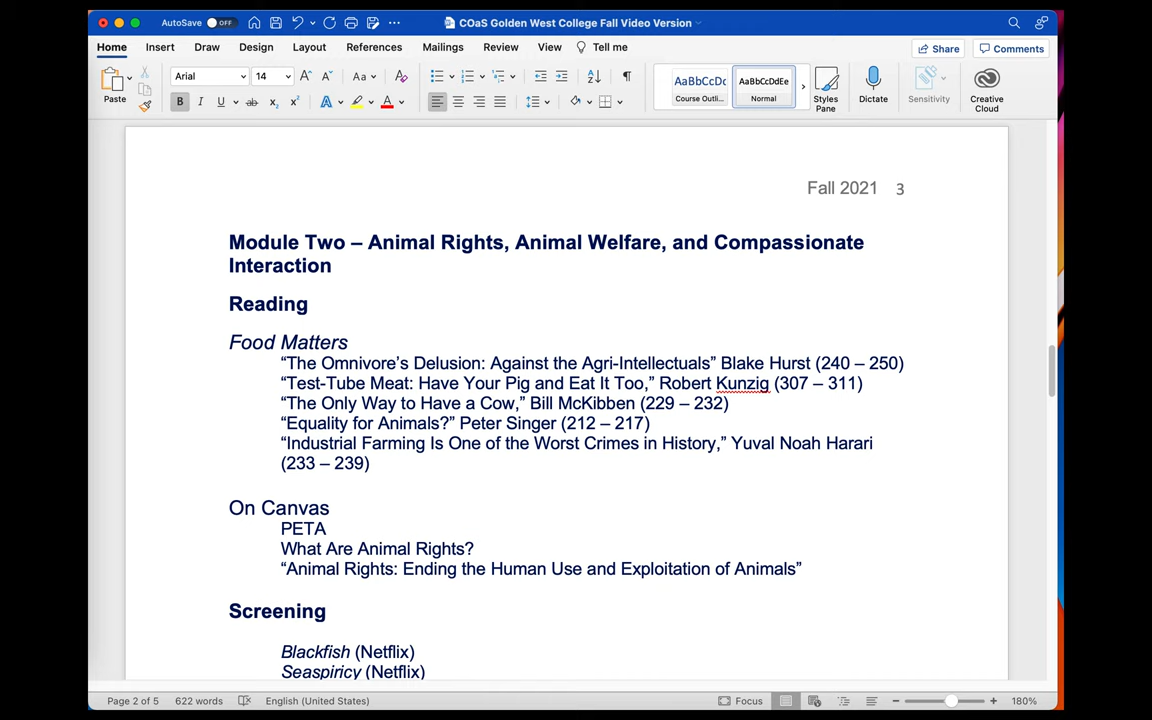 AutoSave OFF
COaS Golden West College Fall Video Version
Home Insert Draw Design Layout References Mailings Review View Tell me
Share Comments
Paste
Arial 14
AaBbCcDc
Course Outli...
AaBbCcDdEe
Normal
Styles Pane
Dictate
Sensitivity
Creative Cloud
Fall 2021 3
Module Two – Animal Rights, Animal Welfare, and Compassionate
Interaction
Reading
Food Matters
“The Omnivore’s Delusion: Against the Agri-Intellectuals” Blake Hurst (240 – 250)
“Test-Tube Meat: Have Your Pig and Eat It Too,” Robert Kunzig (307 – 311)
“The Only Way to Have a Cow,” Bill McKibben (229 – 232)
“Equality for Animals?” Peter Singer (212 – 217)
“Industrial Farming Is One of the Worst Crimes in History,” Yuval Noah Harari
(233 – 239)
On Canvas
PETA
What Are Animal Rights?
“Animal Rights: Ending the Human Use and Exploitation of Animals”
Screening
Blackfish (Netflix)
Seaspiricy (Netflix)
Page 2 of 5 622 words English (United States) Focus 180%